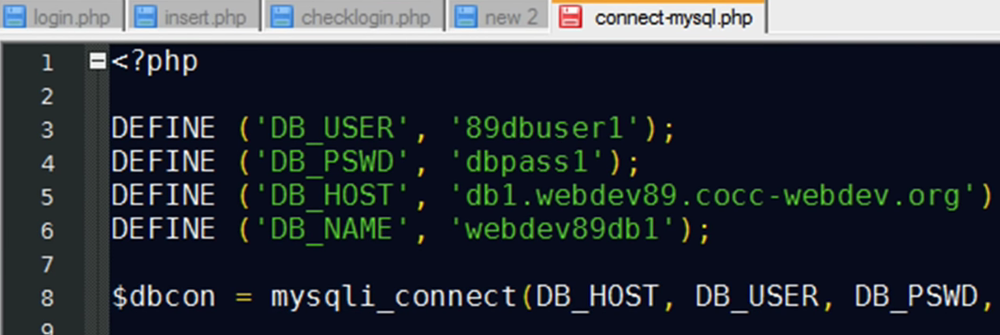 login.php insert.php checklogin.php new 2 connect-mysql.php
1 <?php
2
3 DEFINE ('DB_USER', '89dbuser1');
4 DEFINE ('DB_PSWD', 'dbpass1');
5 DEFINE ('DB_HOST', 'db1.webdev89.cocc-webdev.org')
6 DEFINE ('DB_NAME', 'webdev89db1');
7
8 $dbcon = mysqli_connect(DB_HOST, DB_USER, DB_PSWD,
9